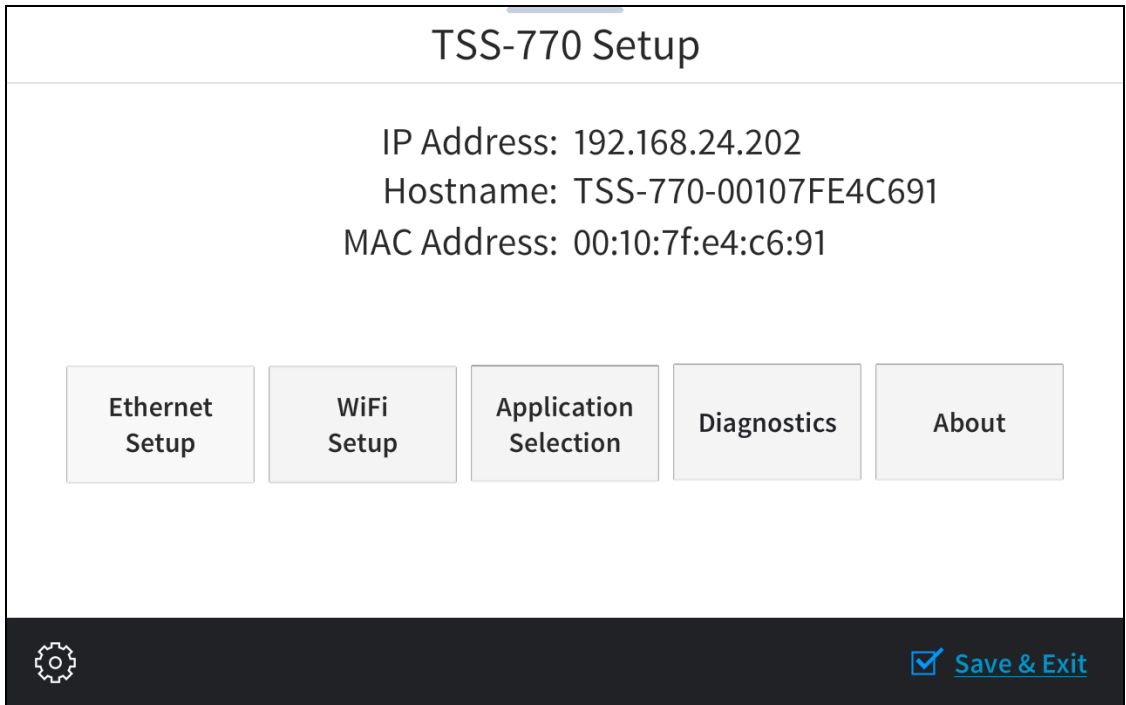 TSS-770 Setup
IP Address: 192.168.24.202
Hostname: TSS-770-00107FE4C691
MAC Address: 00:10:7f:e4:c6:91
Ethernet
Setup
WiFi
Setup
Application
Selection
Diagnostics
About
Save & Exit